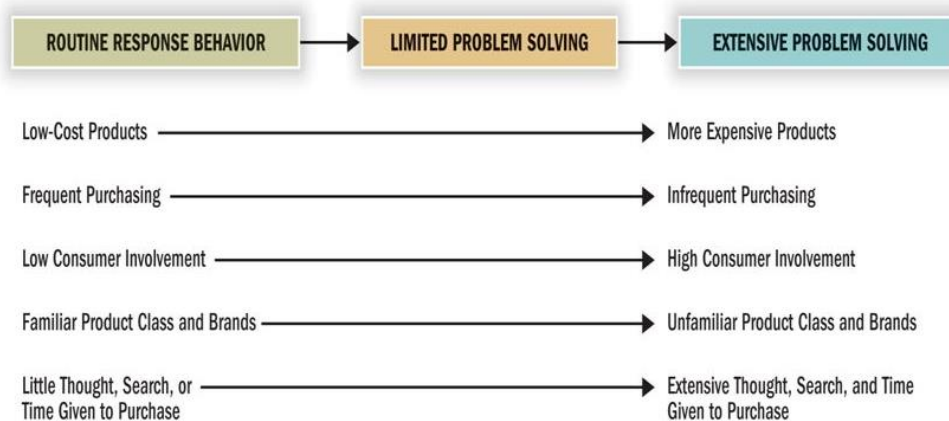 ROUTINE RESPONSE BEHAVIOR LIMITED PROBLEM SOLVING EXTENSIVE PROBLEM SOLVING
Low-Cost Products More Expensive Products
Frequent Purchasing Infrequent Purchasing
Low Consumer Involvement High Consumer Involvement
Familiar Product Class and Brands Unfamiliar Product Class and Brands
Little Thought, Search, or Extensive Thought, Search, and Time
Time Given to Purchase Given to Purchase